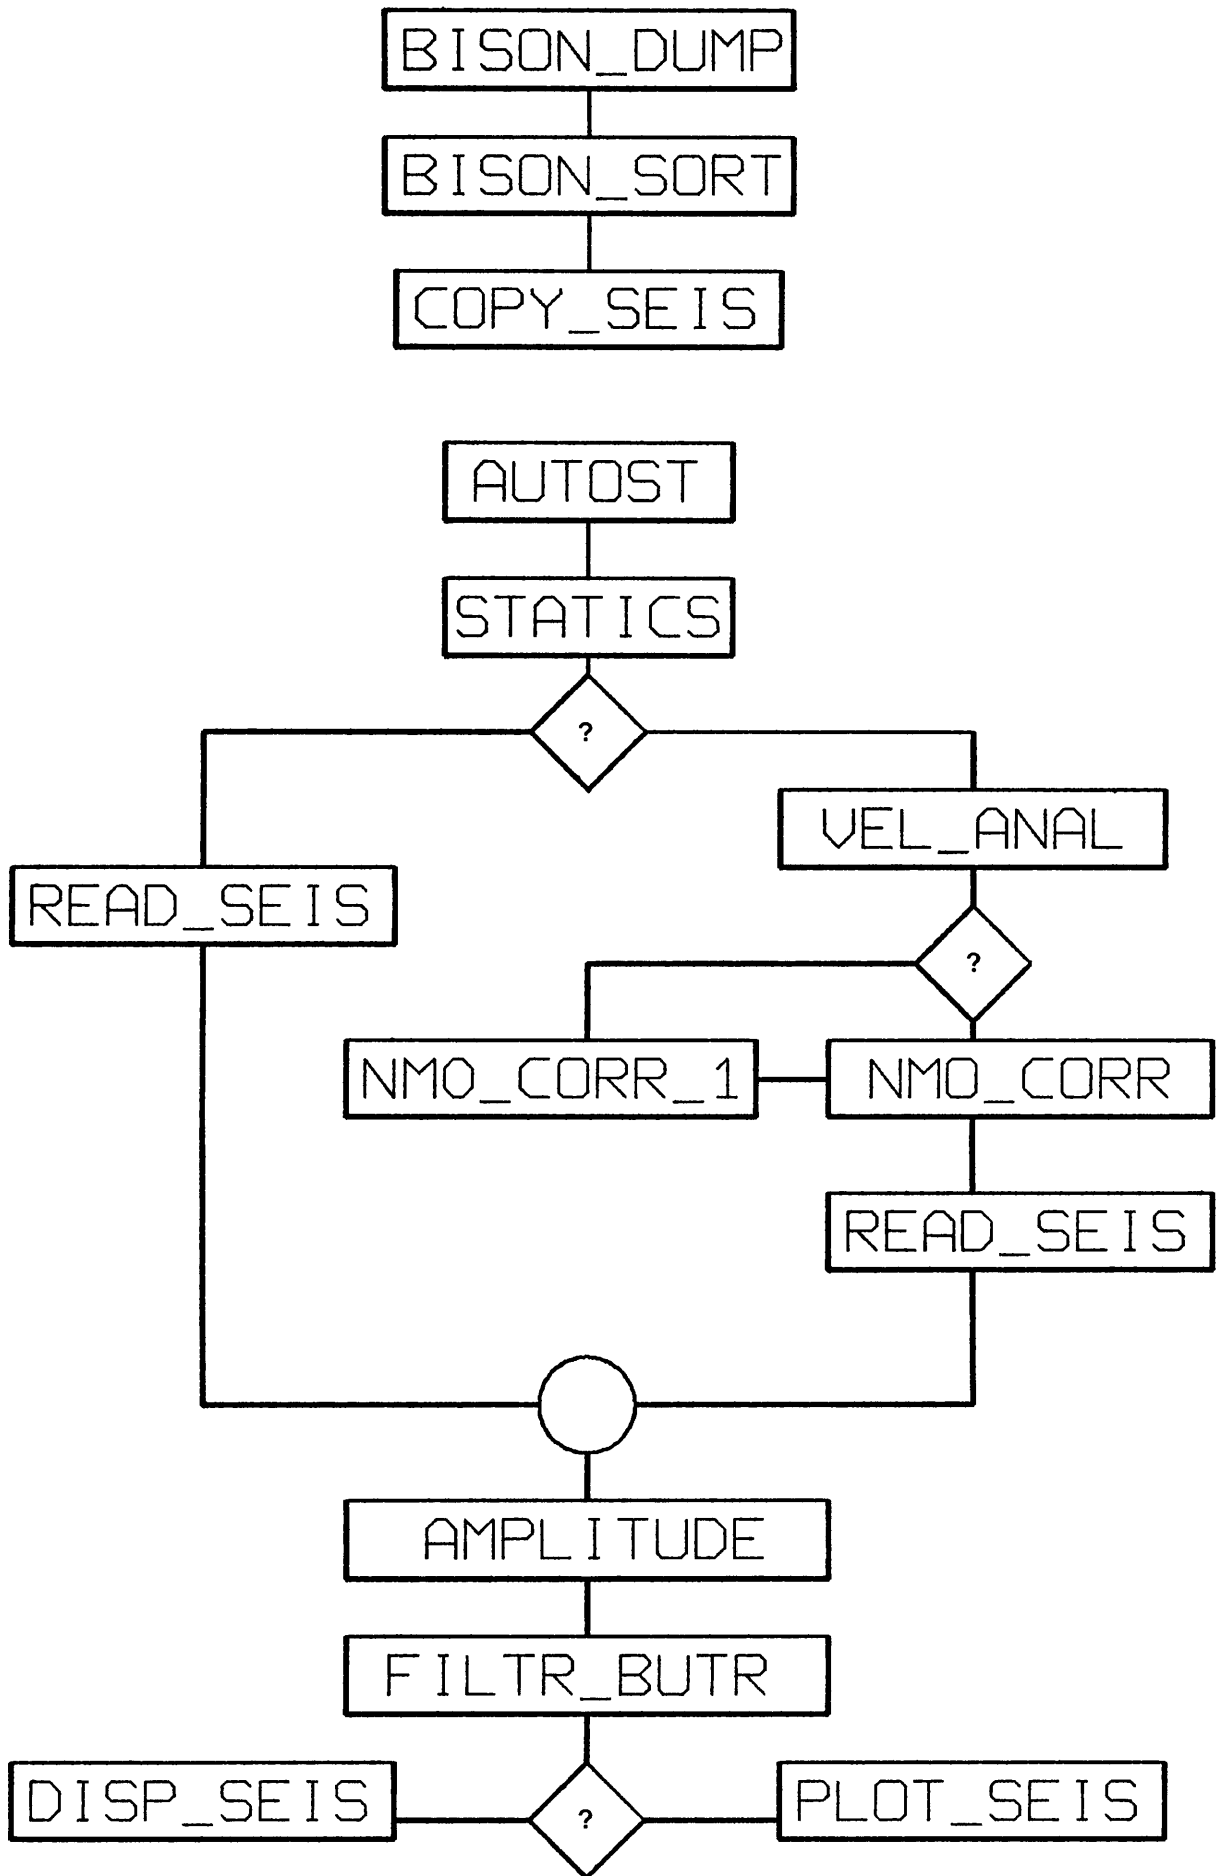 BISON_DUMP
BISON_SORT
COPY_SEIS
AUTOST
STATICS
?
VEL_ANAL
READ_SEIS
?
NMO_CORR_1
NMO_CORR
READ_SEIS
AMPLITUDE
FILTR_BUTR
DISP_SEIS
?
PLOT_SEIS